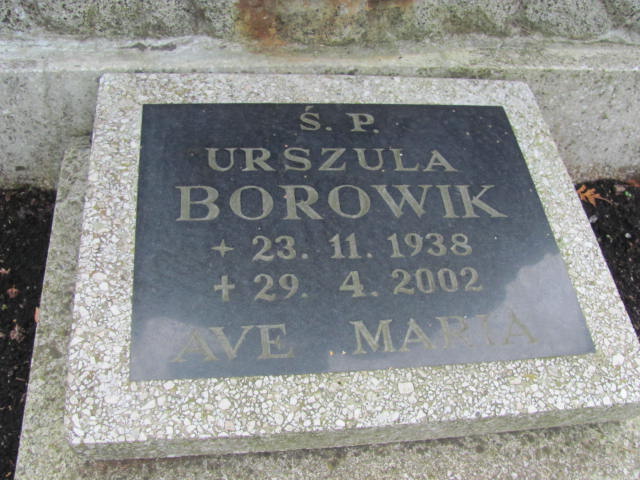 Ś. P.
URSZULA
BOROWIK
+ 23. 11. 1938
+ 29. 4. 2002
AVE MARIA